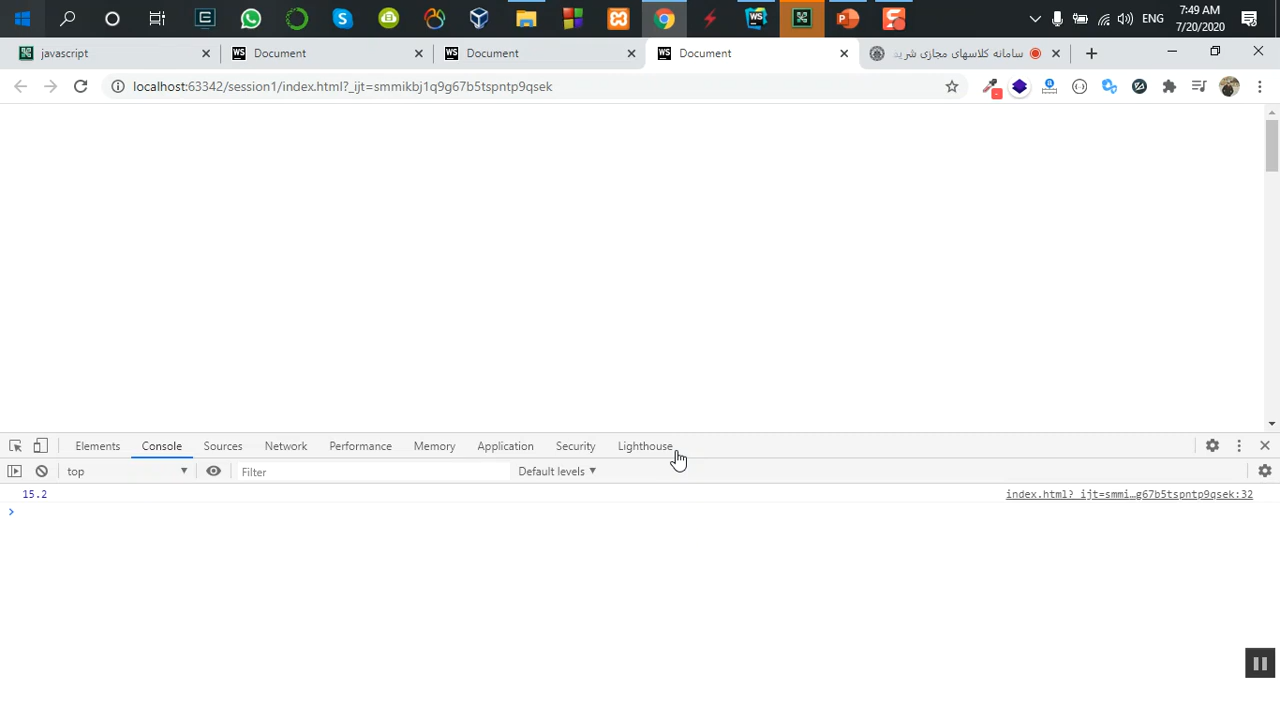 ENG
7:49 AM
7/20/2020
javascript
Document
Document
Document
سامانه کلاسهای مجازی شرید
localhost:63342/session1/index.html?_ijt=smmikbj1q9g67b5tspntp9qsek
Elements
Console
Sources
Network
Performance
Memory
Application
Security
Lighthouse
top
Filter
Default levels
15.2
index.html?_ijt=smmi…g67b5tspntp9qsek:32